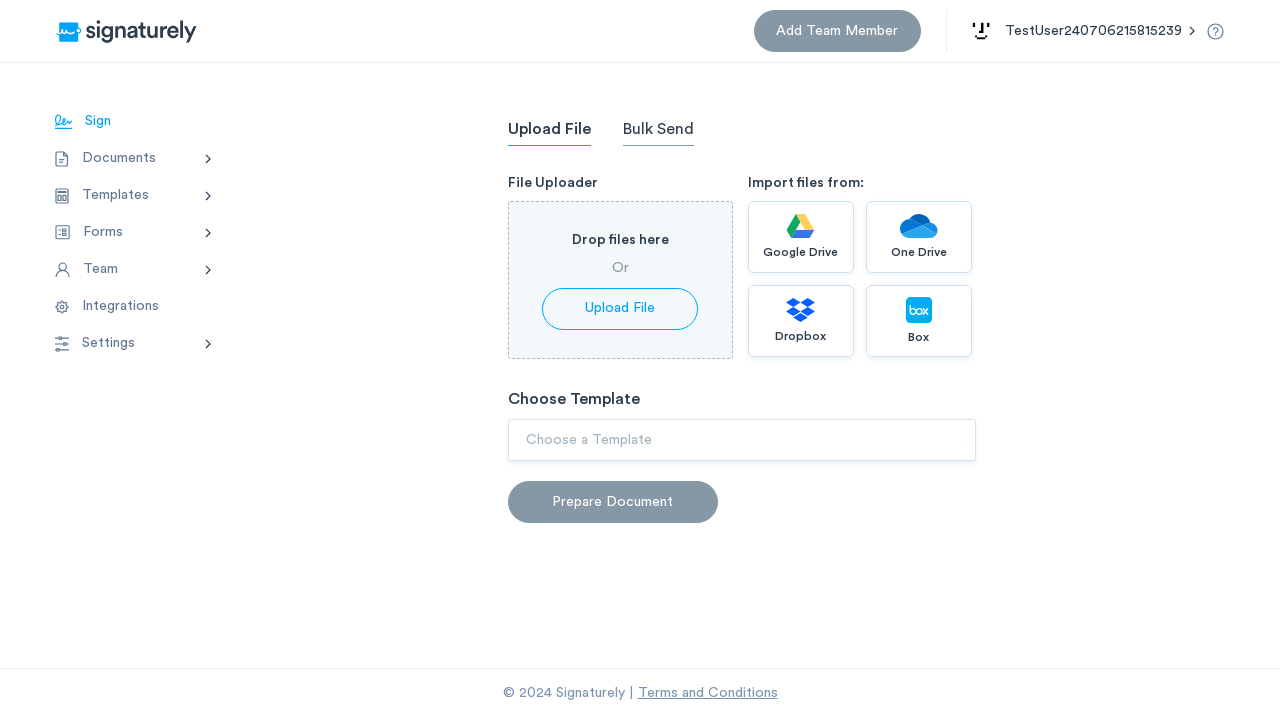 signaturely
Add Team Member
TestUser240706215815239
Sign
Documents
Templates
Forms
Team
Integrations
Settings
Upload File
Bulk Send
File Uploader
Drop files here
Or
Upload File
Import files from:
Google Drive
One Drive
Dropbox
box
Box
Choose Template
Choose a Template
Prepare Document
© 2024 Signaturely | Terms and Conditions